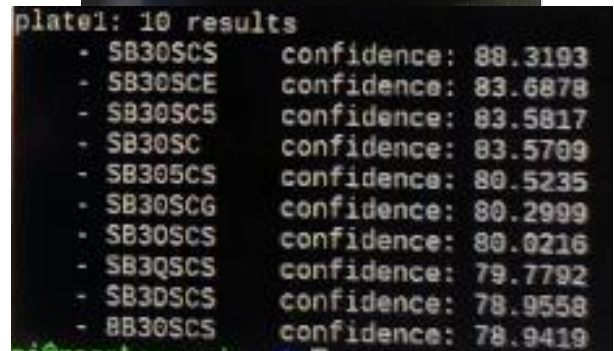 plate1: 10 results
- SB30SCS confidence: 88.3193
- SB30SCE confidence: 83.6878
- SB30SC5 confidence: 83.5817
- SB30SC confidence: 83.5709
- SB305CS confidence: 80.5235
- SB30SCG confidence: 80.2999
- SB3OSCS confidence: 80.0216
- SB3QSCS confidence: 79.7792
- SB3DSCS confidence: 78.9558
- 8B30SCS confidence: 78.9419